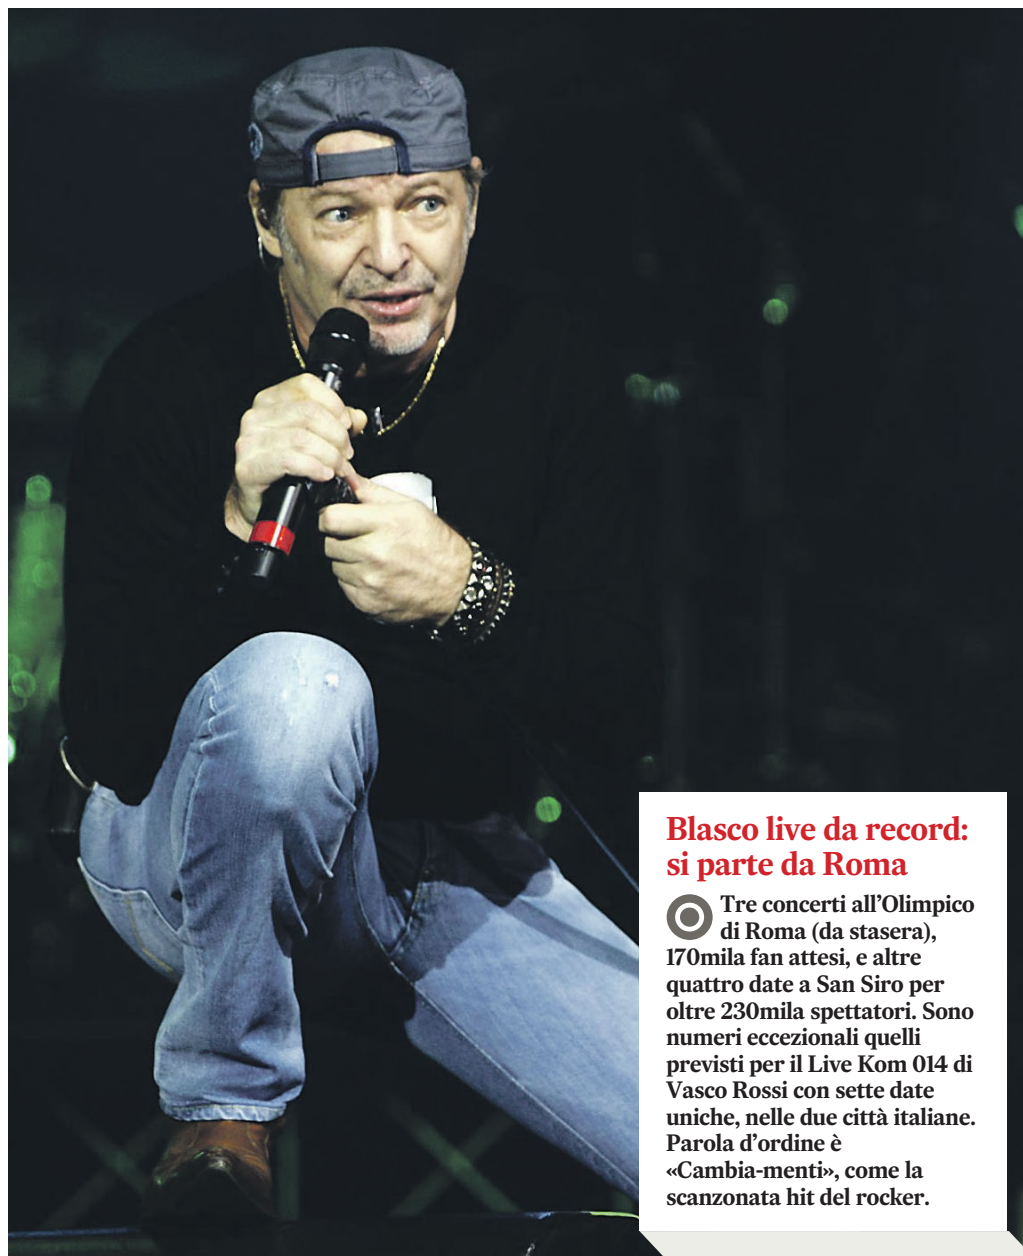 Blasco live da record:
si parte da Roma
Tre concerti all’Olimpico
di Roma (da stasera),
170mila fan attesi, e altre
quattro date a San Siro per
oltre 230mila spettatori. Sono
numeri eccezionali quelli
previsti per il Live Kom 014 di
Vasco Rossi con sette date
uniche, nelle due città italiane.
Parola d’ordine è
«Cambia-menti», come la
scanzonata hit del rocker.